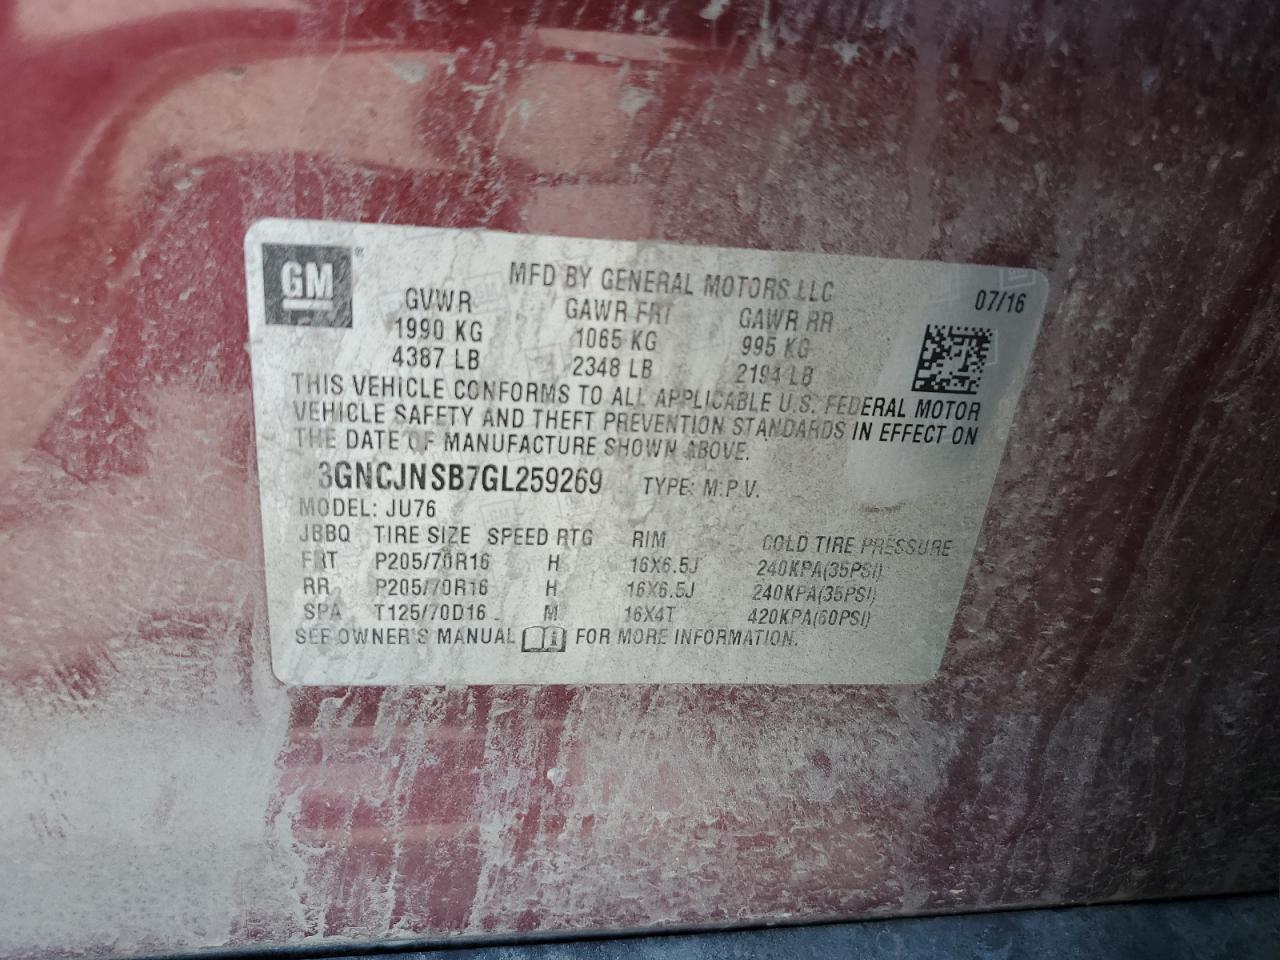 GM®
MFD BY GENERAL MOTORS LLC
07/16
GVWR GAWR FRT GAWR RR
1990 KG 1065 KG 995 KG
4387 LB 2348 LB 2194 LB
THIS VEHICLE CONFORMS TO ALL APPLICABLE U.S. FEDERAL MOTOR
VEHICLE SAFETY AND THEFT PREVENTION STANDARDS IN EFFECT ON
THE DATE OF MANUFACTURE SHOWN ABOVE.
3GNCJNSB7GL259269 TYPE: M.P.V.
MODEL: JU76
JBBQ TIRE SIZE SPEED RTG RIM COLD TIRE PRESSURE
FRT P205/70R16 H 16X6.5J 240KPA(35PSI)
RR P205/70R16 H 16X6.5J 240KPA(35PSI)
SPA T125/70D16 M 16X4T 420KPA(60PSI)
SEE OWNER'S MANUAL FOR MORE INFORMATION.